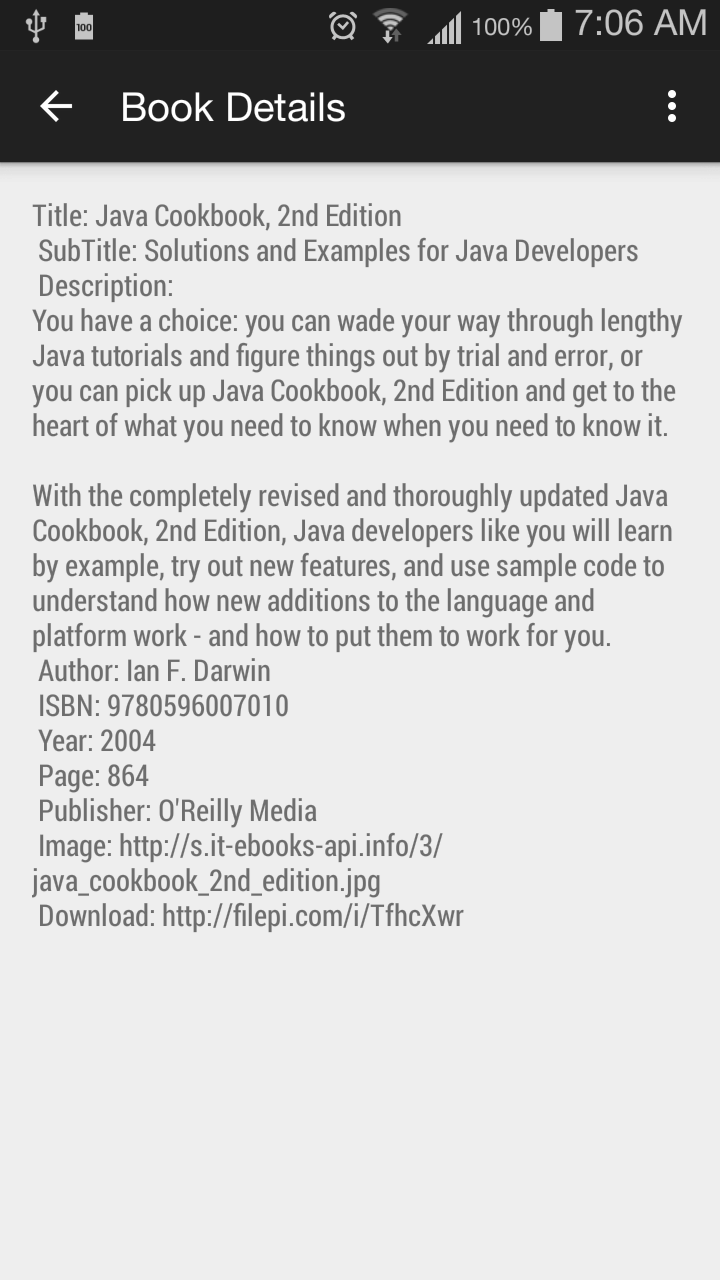 100
100%
7:06 AM
Book Details
Title: Java Cookbook, 2nd Edition
SubTitle: Solutions and Examples for Java Developers
Description:
You have a choice: you can wade your way through lengthy
Java tutorials and figure things out by trial and error, or
you can pick up Java Cookbook, 2nd Edition and get to the
heart of what you need to know when you need to know it.
With the completely revised and thoroughly updated Java
Cookbook, 2nd Edition, Java developers like you will learn
by example, try out new features, and use sample code to
understand how new additions to the language and
platform work - and how to put them to work for you.
Author: Ian F. Darwin
ISBN: 9780596007010
Year: 2004
Page: 864
Publisher: O'Reilly Media
Image: http://s.it-ebooks-api.info/3/
java_cookbook_2nd_edition.jpg
Download: http://filepi.com/i/TfhcXwr